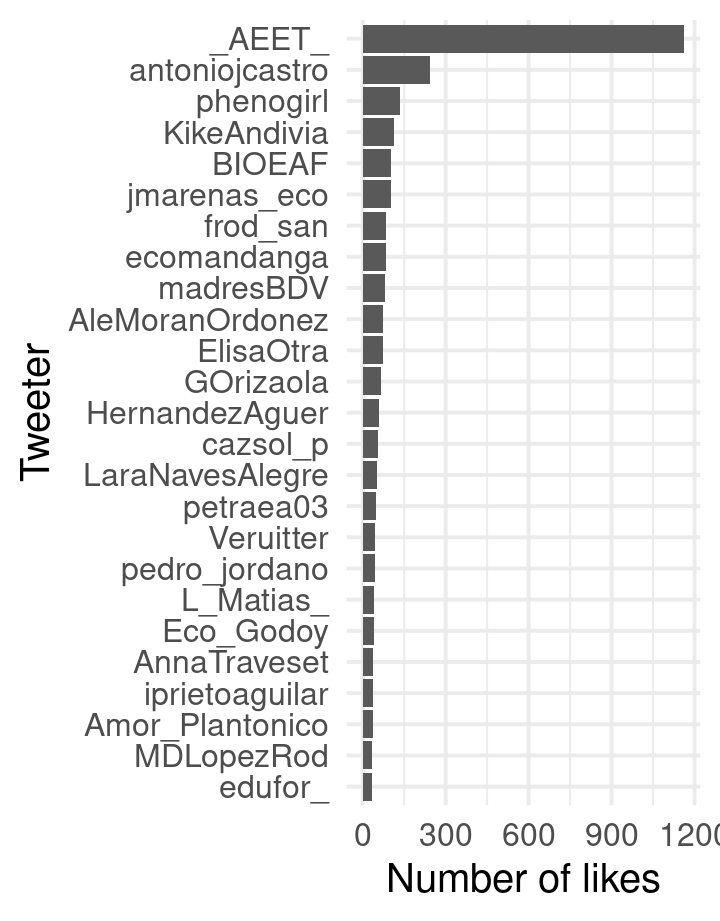 _AEET_
antoniojcastro
phenogirl
KikeAndivia
BIOEAF
jmarenas_eco
frod_san
ecomandanga
madresBDV
AleMoranOrdonez
ElisaOtra
GOrizaola
HernandezAguer
cazsol_p
LaraNavesAlegre
petraea03
Veruitter
pedro_jordano
L_Matias_
Eco_Godoy
AnnaTraveset
iprietoaguilar
Amor_Plantonico
MDLopezRod
edufor_
Tweeter
0 300 600 900 1200
Number of likes